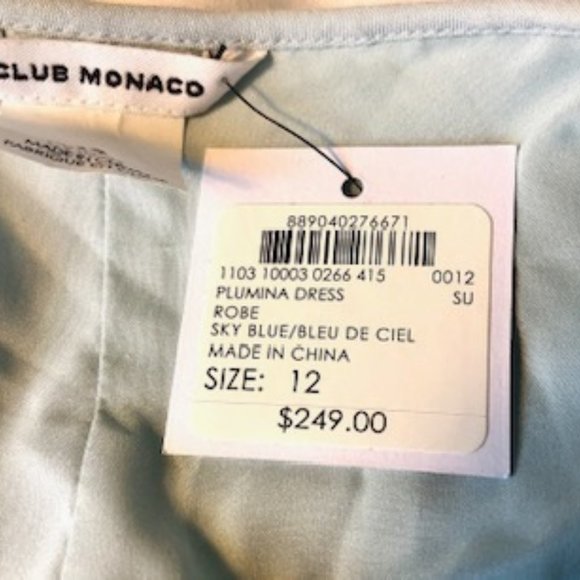 CLUB MONACO
889040276671
1103 10003 0266 415 0012
PLUMINA DRESS SU
ROBE
SKY BLUE/BLEU DE CIEL
MADE IN CHINA
SIZE: 12
$249.00